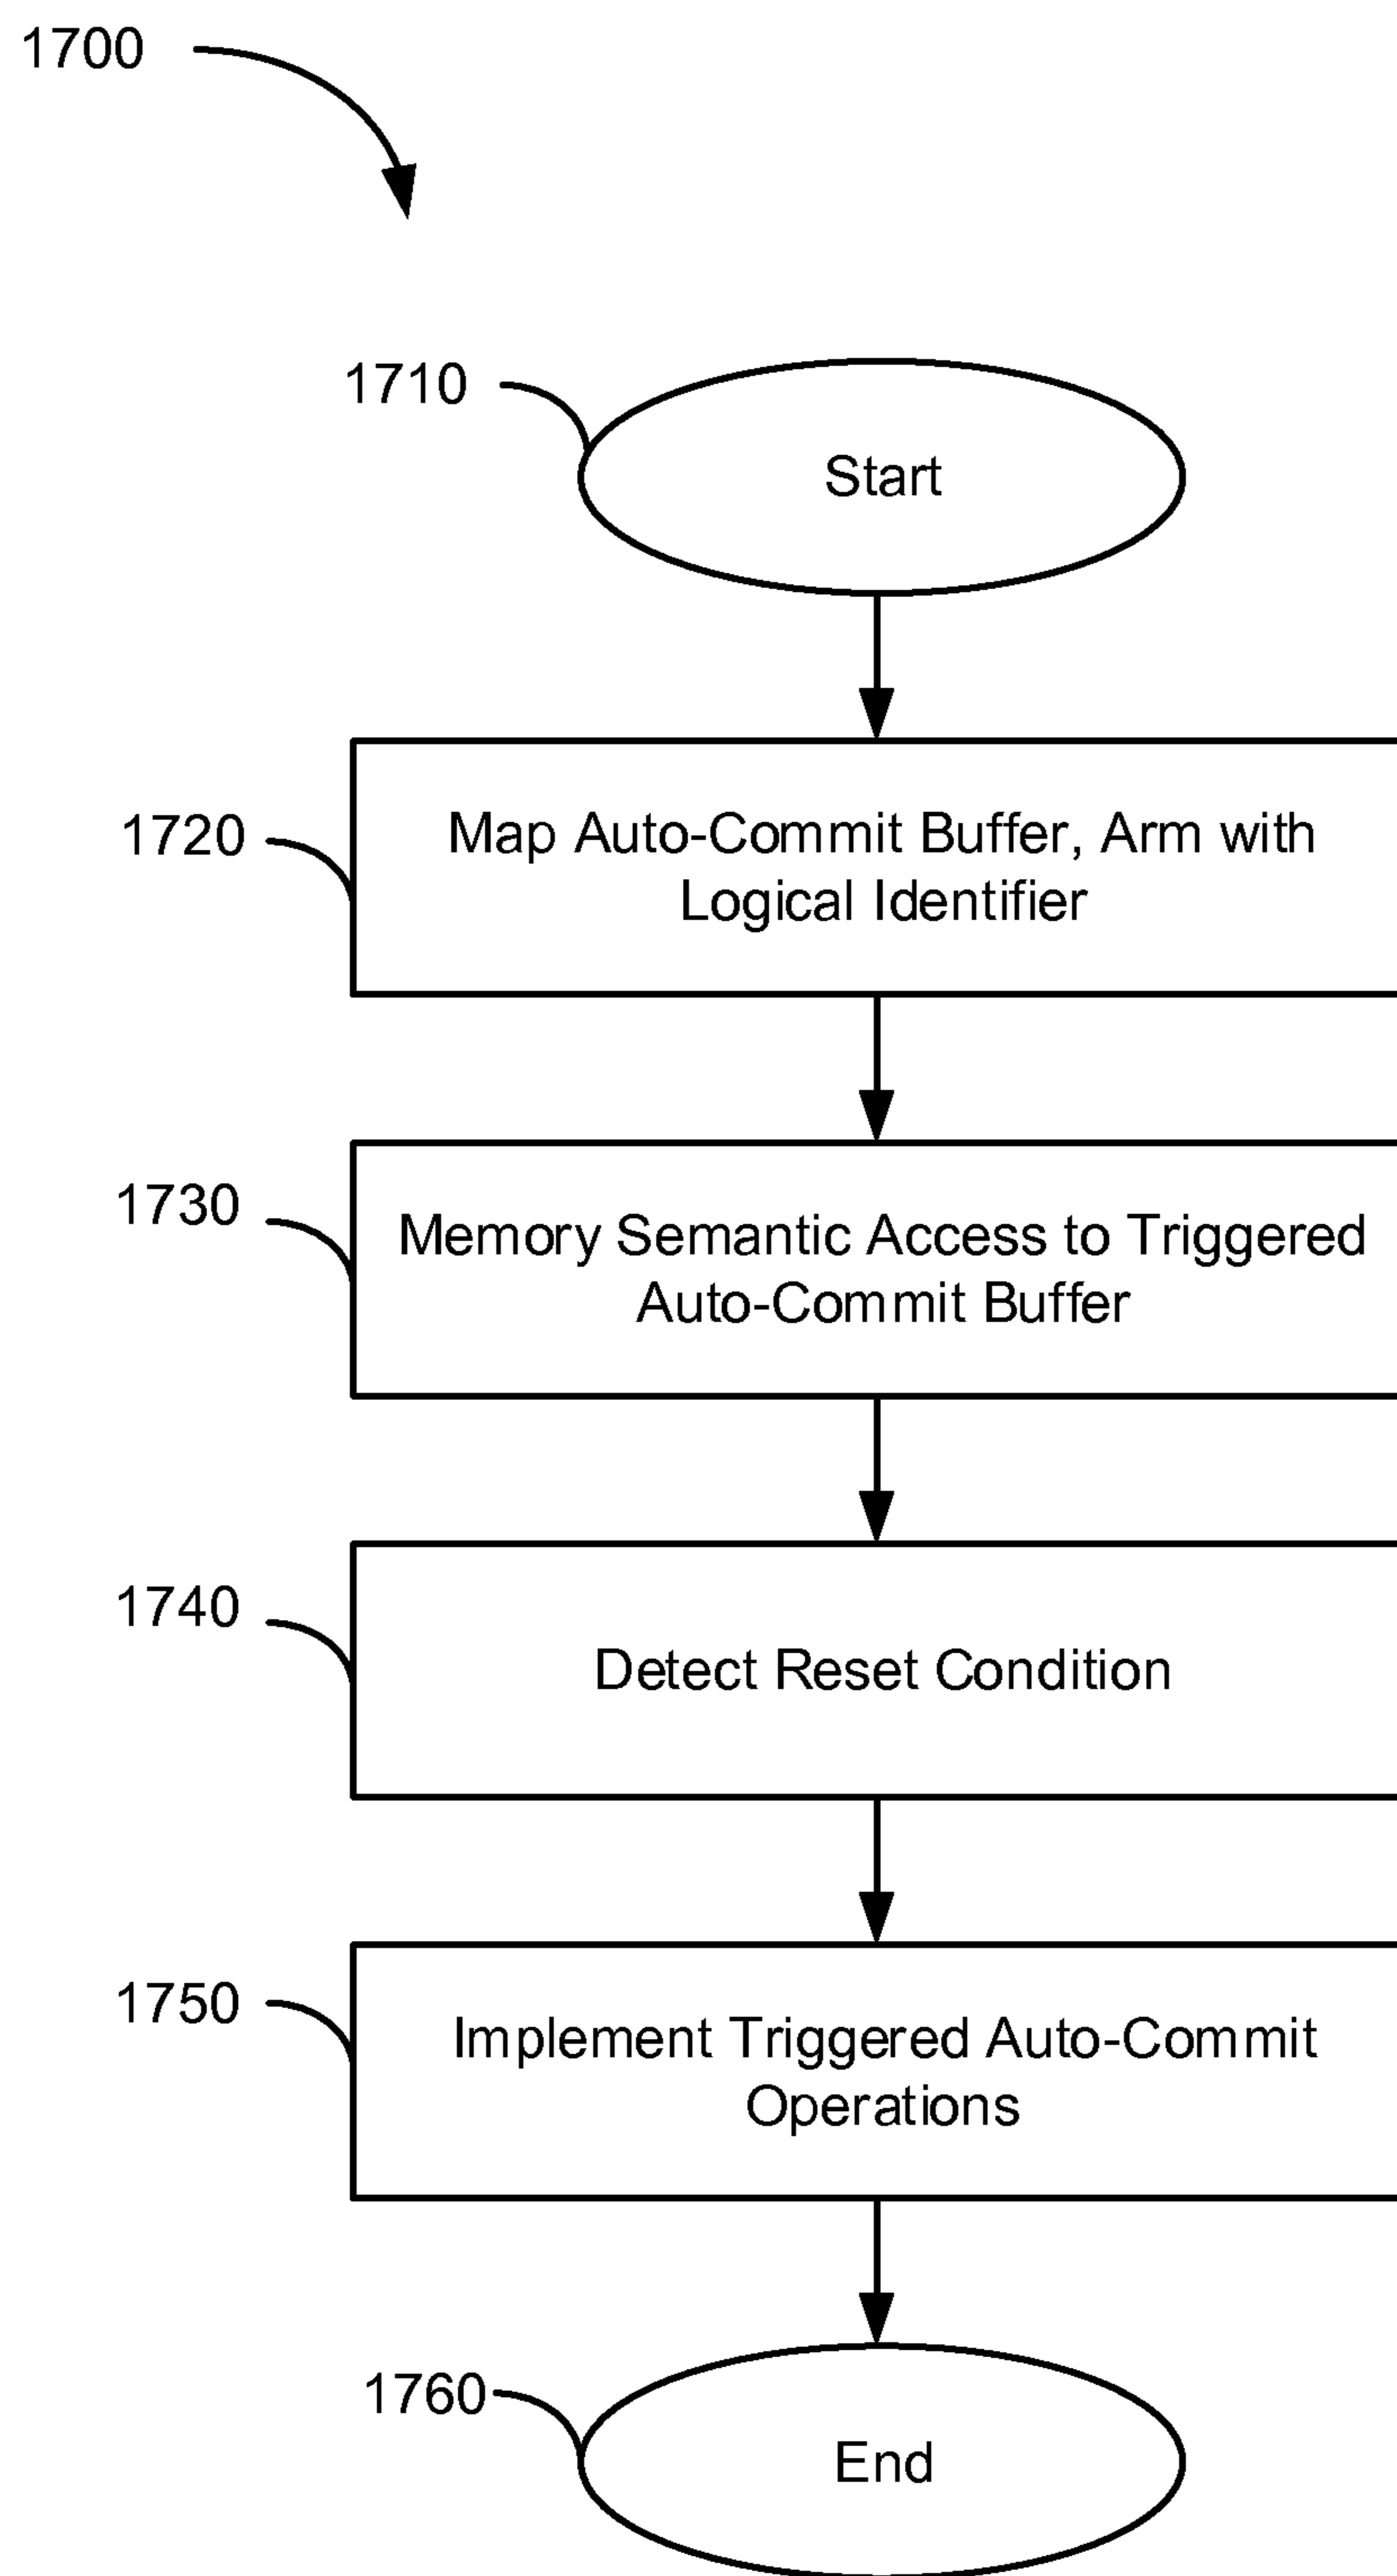 1700
1710
Start
1720
Map Auto-Commit Buffer, Arm with
Logical Identifier
1730
Memory Semantic Access to Triggered
Auto-Commit Buffer
1740
Detect Reset Condition
1750
Implement Triggered Auto-Commit
Operations
1760
End